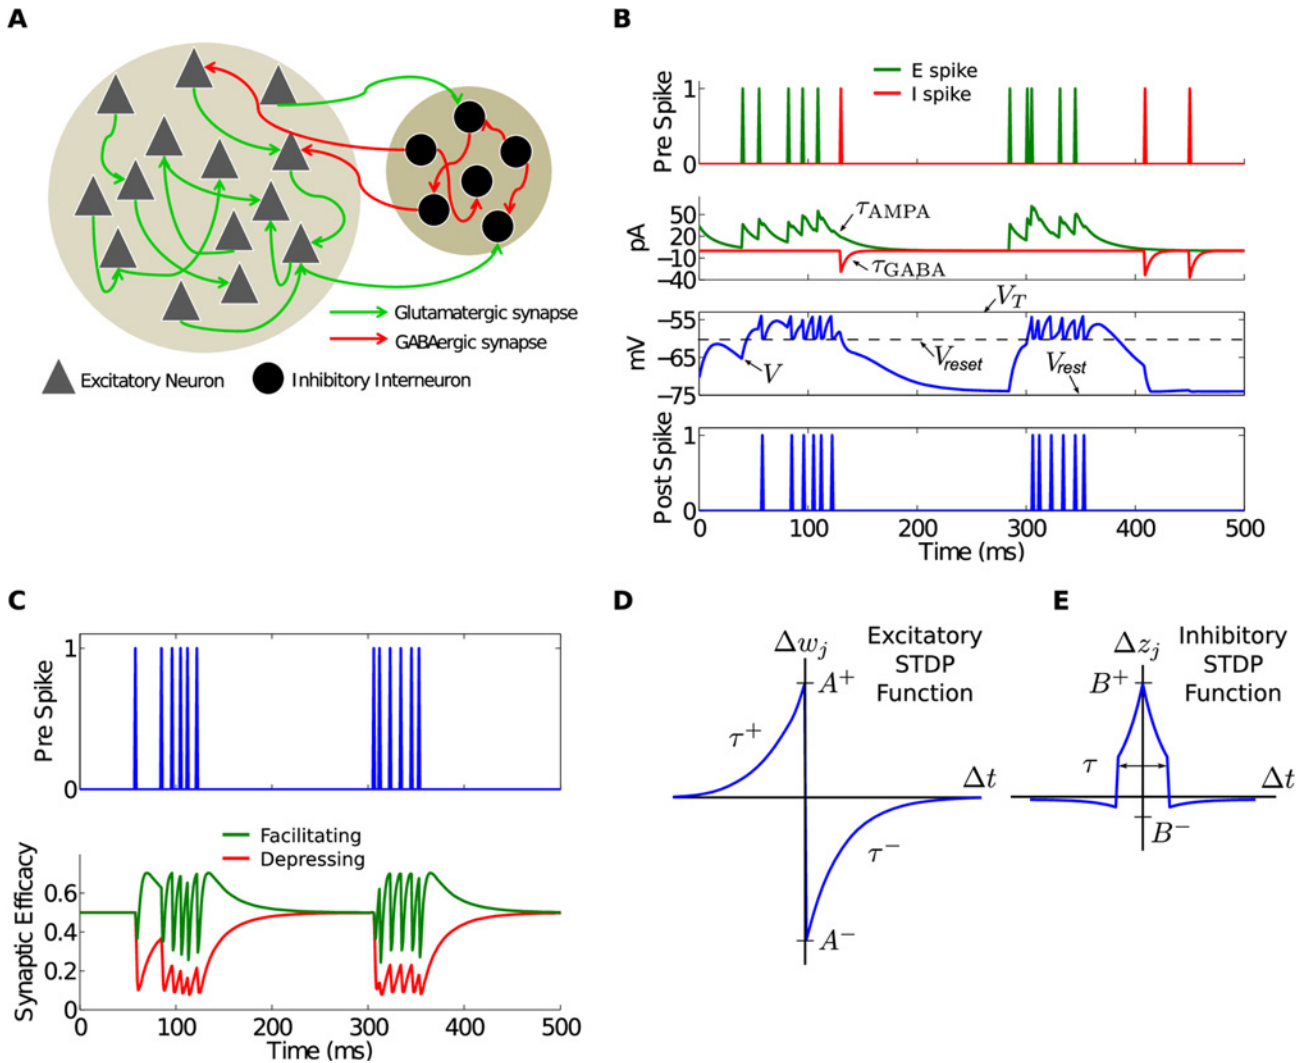 A
Glutamatergic synapse
GABAergic synapse
Excitatory Neuron
Inhibitory Interneuron
B
E spike
I spike
Pre Spike
1
0
pA
50
20
−10
−40
τAMPA
τGABA
mV
−55
−65
−75
VT
V
Vreset
Vrest
Post Spike
1
0
0 100 200 300 400 500
Time (ms)
C
Pre Spike
1
0
Facilitating
Depressing
Synaptic Efficacy
0.6
0.4
0.2
0
0 100 200 300 400 500
Time (ms)
D
Δwj
Excitatory
STDP
Function
A+
τ+
Δt
τ−
A−
E
Δzj
Inhibitory
STDP
Function
B+
τ
Δt
B−